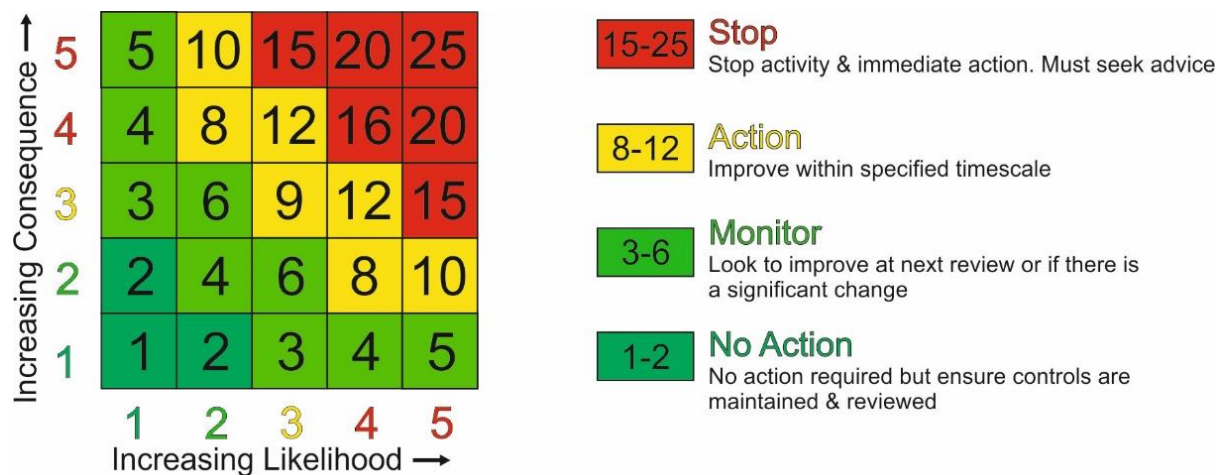 Increasing Consequence →
5 5 10 15 20 25
4 4 8 12 16 20
3 3 6 9 12 15
2 2 4 6 8 10
1 1 2 3 4 5
1 2 3 4 5
Increasing Likelihood →
15-25 Stop
Stop activity & immediate action. Must seek advice
8-12 Action
Improve within specified timescale
3-6 Monitor
Look to improve at next review or if there is
a significant change
1-2 No Action
No action required but ensure controls are
maintained & reviewed